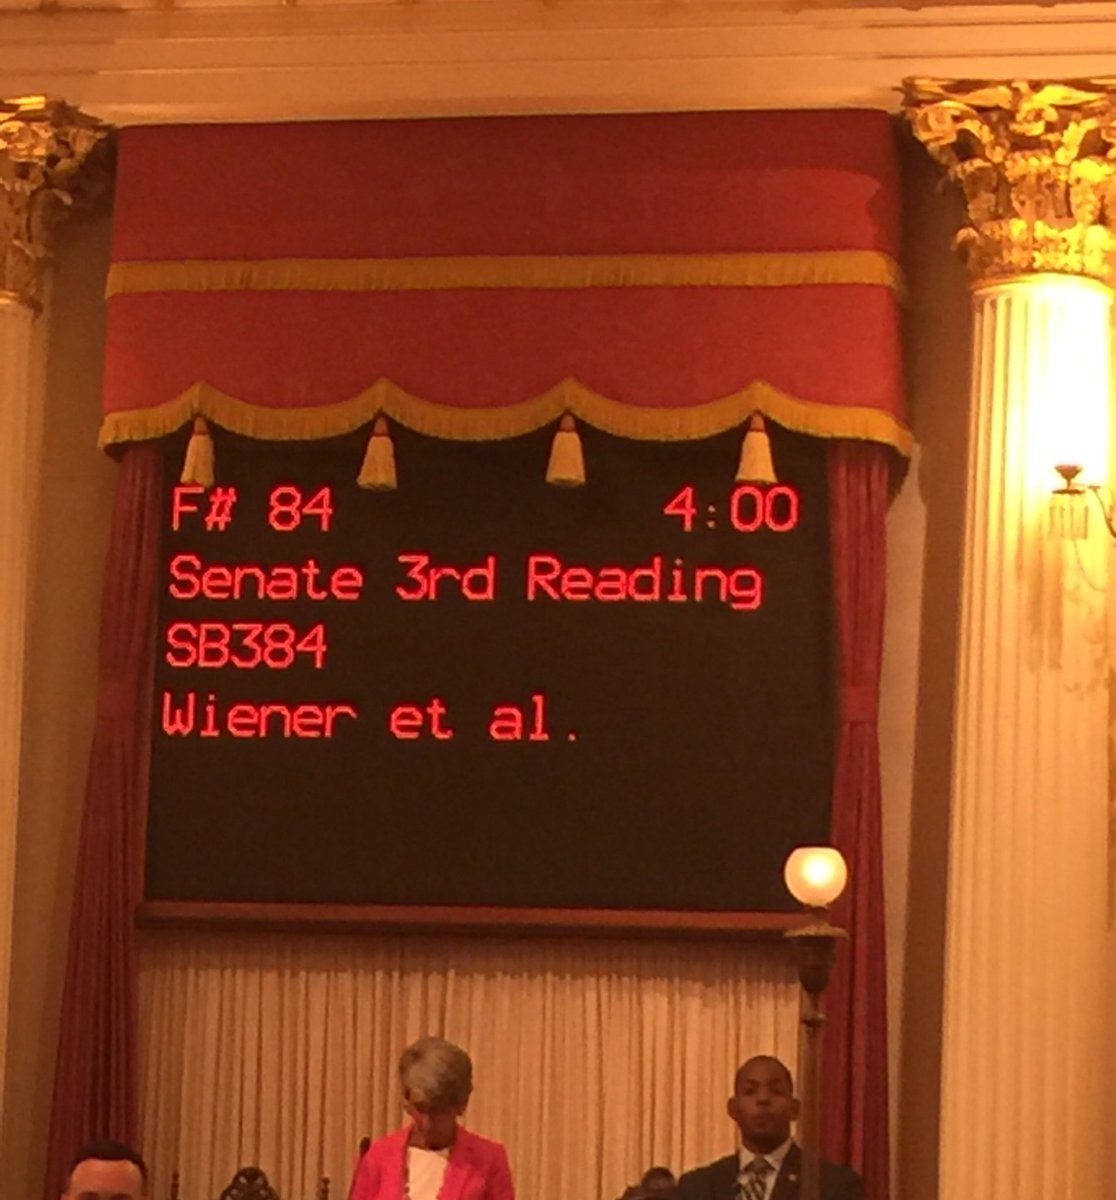 F# 84 4:00
Senate 3rd Reading
SB384
Wiener et al.